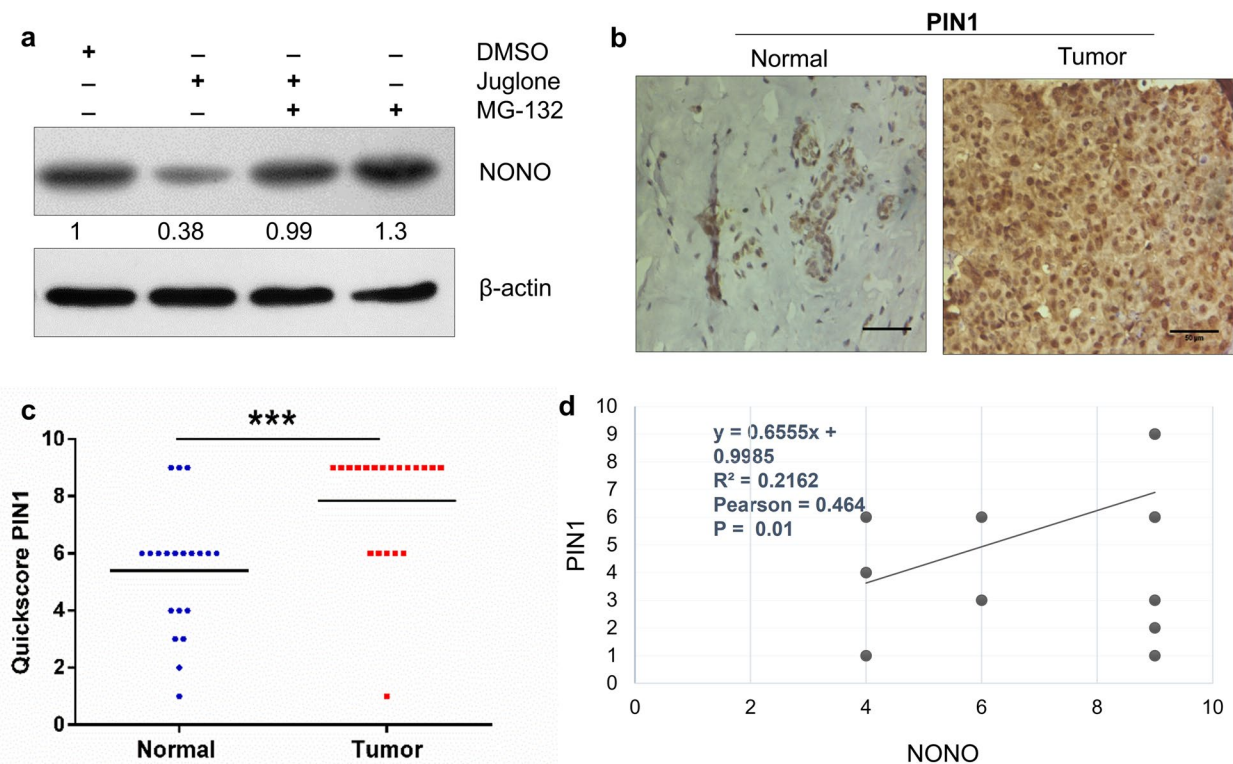 a
+ – – – DMSO
– + + – Juglone
– – + + MG-132
NONO
1 0.38 0.99 1.3
β-actin
b
PIN1
Normal Tumor
50 µm
c
***
Quickscore PIN1
10
8
6
4
2
0
Normal Tumor
d
PIN1
10
9
8
7
6
5
4
3
2
1
0
y = 0.6555x +
0.9985
R² = 0.2162
Pearson = 0.464
P = 0.01
0 2 4 6 8 10
NONO